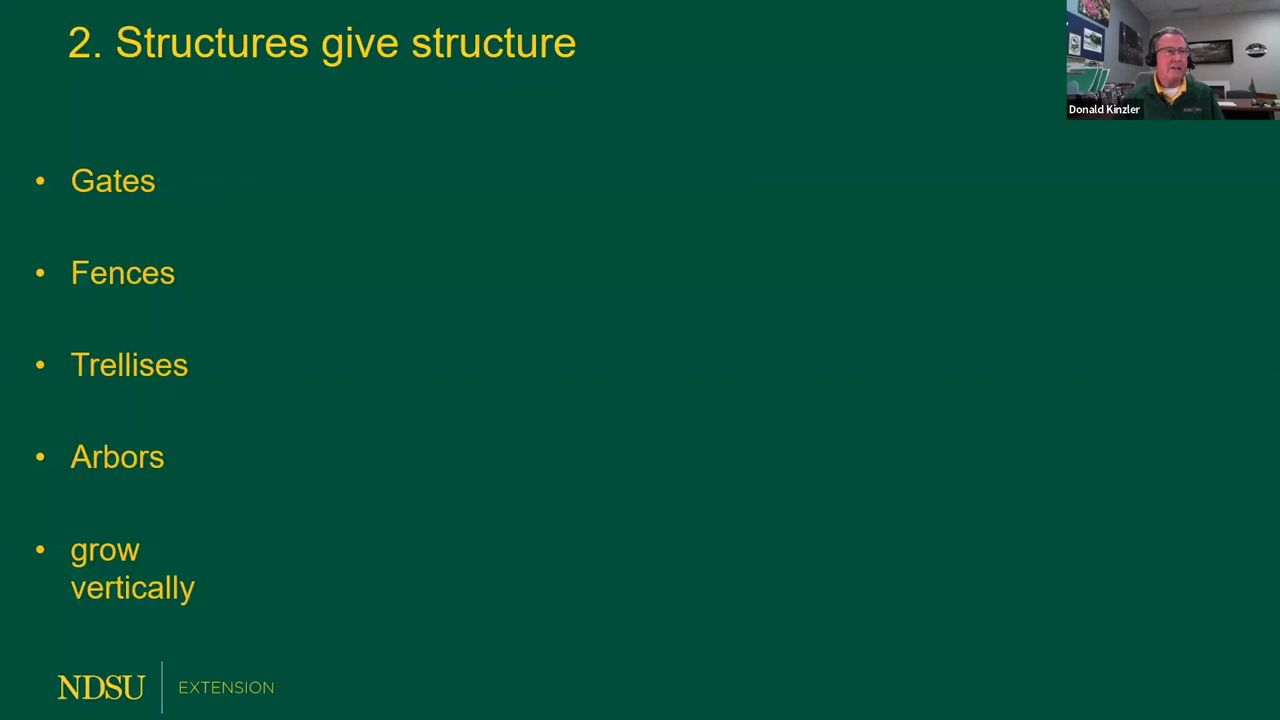 2. Structures give structure
Donald Kinzler
• Gates
• Fences
• Trellises
• Arbors
• grow
vertically
NDSU EXTENSION